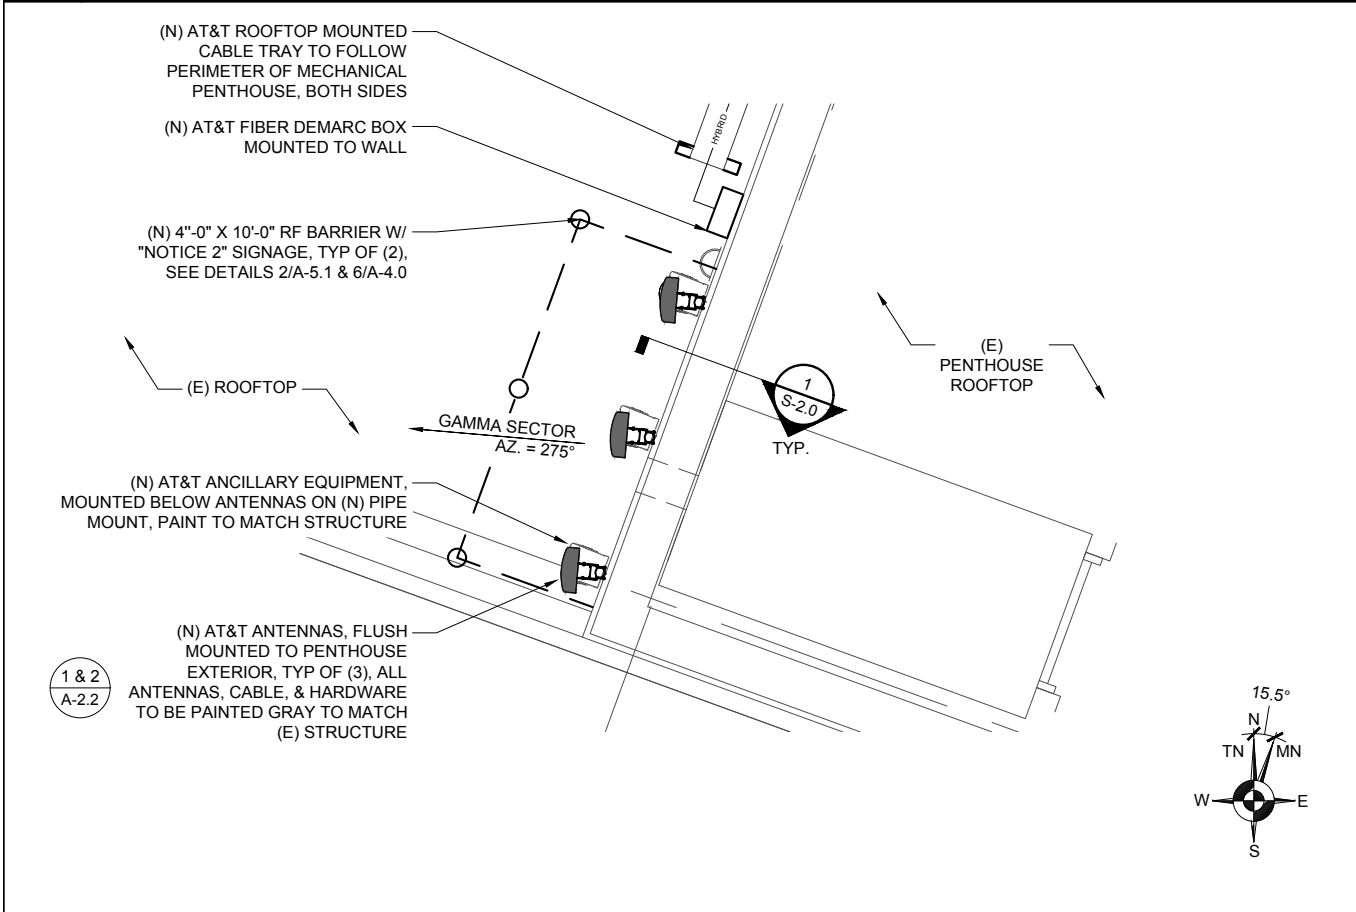 (N) AT&T ROOFTOP MOUNTED
CABLE TRAY TO FOLLOW
PERIMETER OF MECHANICAL
PENTHOUSE, BOTH SIDES
HYBRID
(N) AT&T FIBER DEMARC BOX
MOUNTED TO WALL
(N) 4"-0" X 10'-0" RF BARRIER W/
"NOTICE 2" SIGNAGE, TYP OF (2),
SEE DETAILS 2/A-5.1 & 6/A-4.0
(E)
PENTHOUSE
ROOFTOP
(E) ROOFTOP
1
S-2.0
TYP.
GAMMA SECTOR
AZ. = 275°
(N) AT&T ANCILLARY EQUIPMENT,
MOUNTED BELOW ANTENNAS ON (N) PIPE
MOUNT, PAINT TO MATCH STRUCTURE
(N) AT&T ANTENNAS, FLUSH
MOUNTED TO PENTHOUSE
EXTERIOR, TYP OF (3), ALL
ANTENNAS, CABLE, & HARDWARE
TO BE PAINTED GRAY TO MATCH
(E) STRUCTURE
1 & 2
A-2.2
15.5°
N
TN
MN
W
E
S